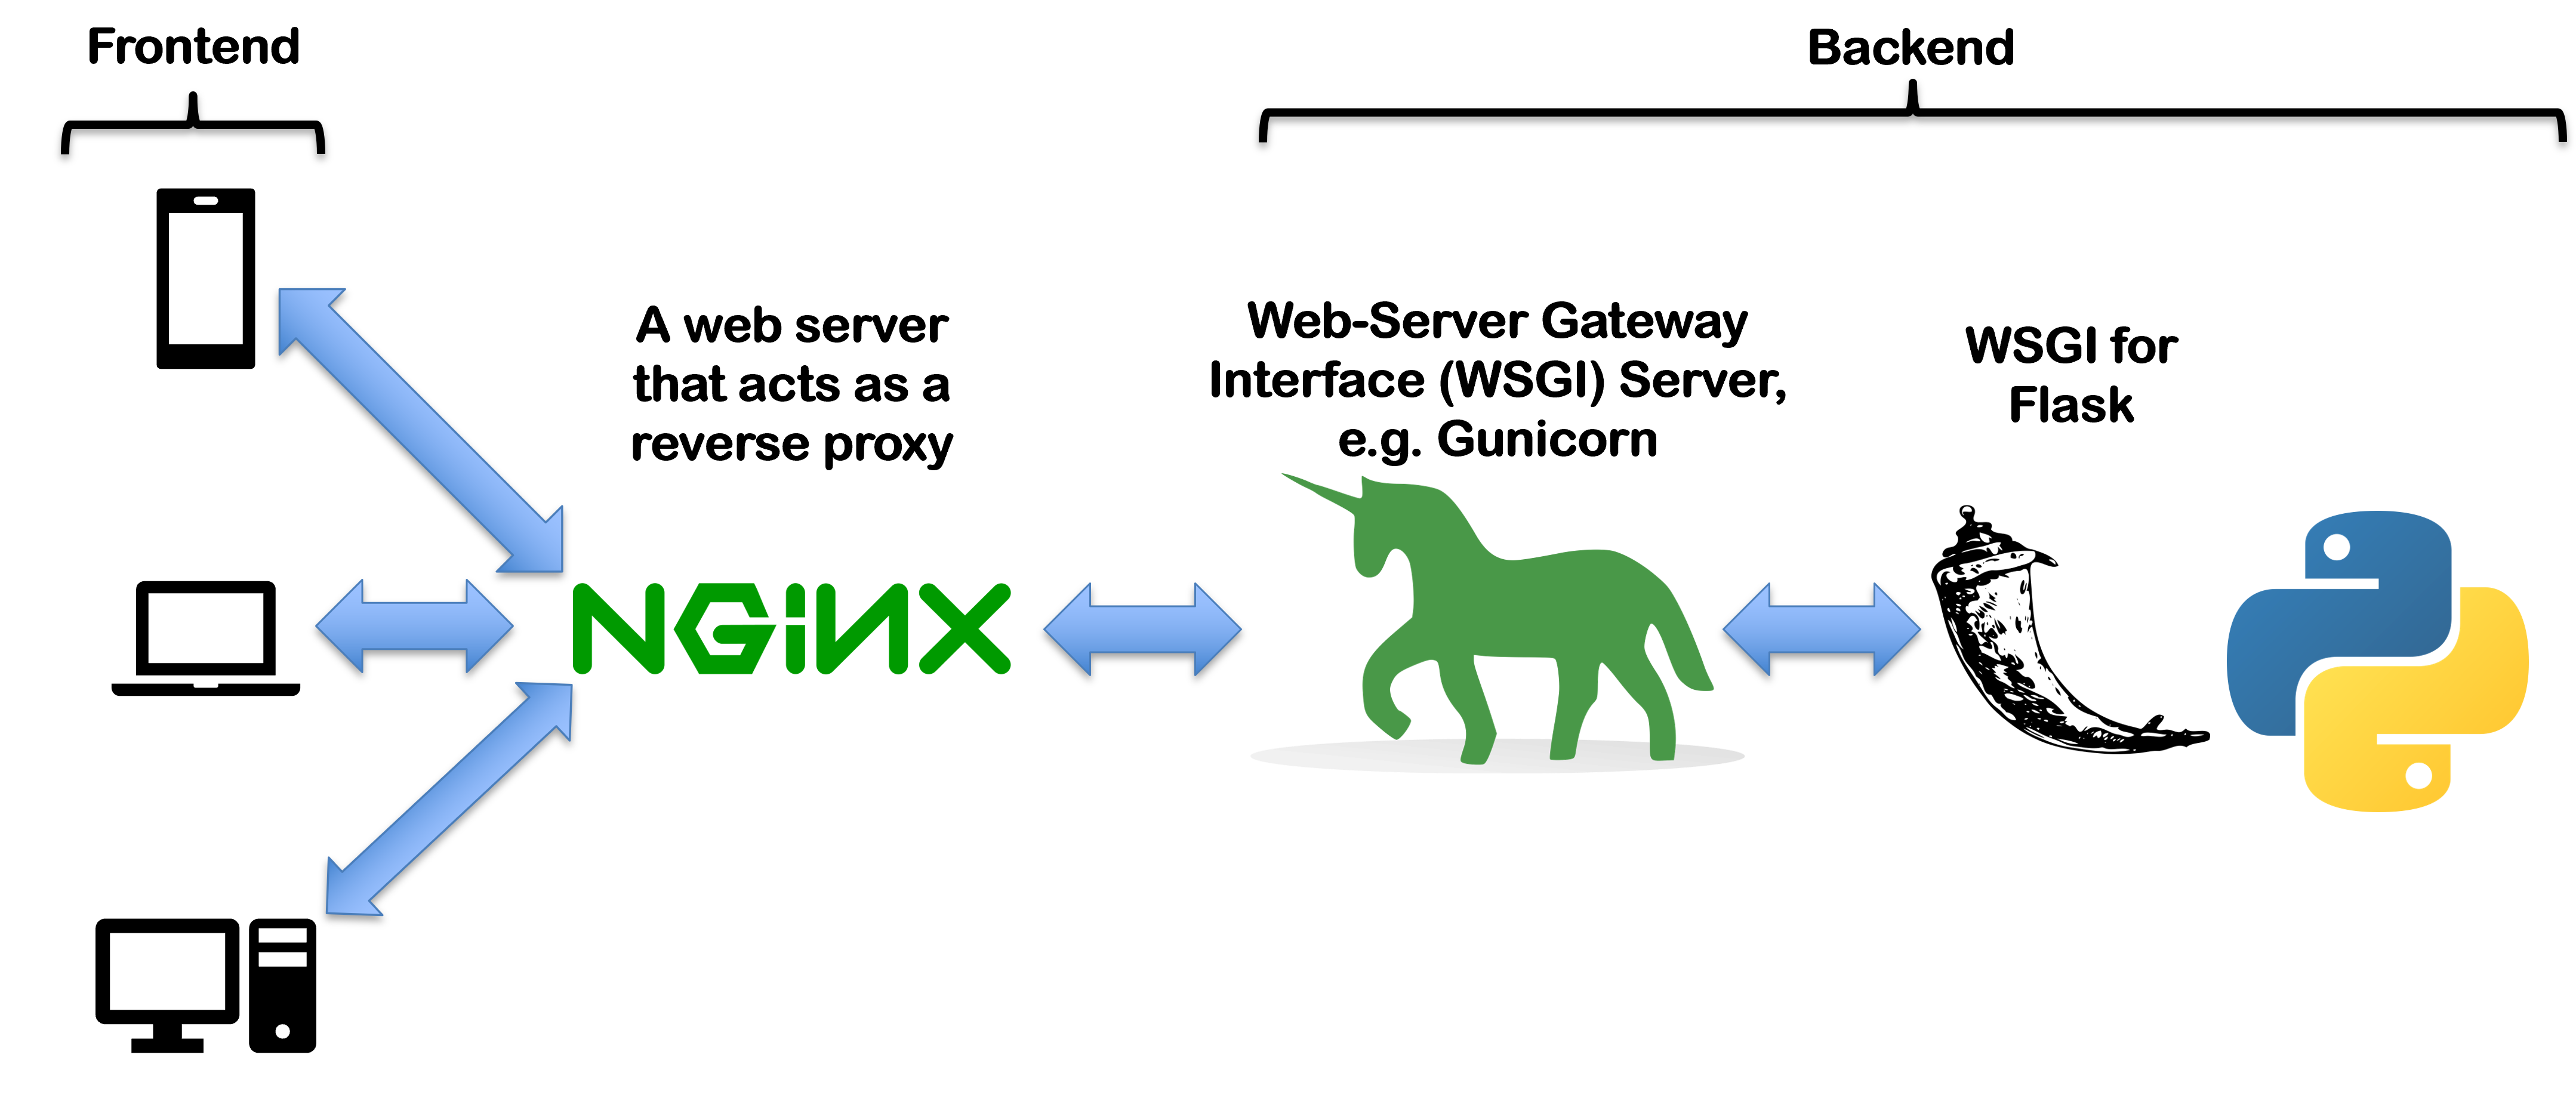 Frontend
Backend
A web server
that acts as a
reverse proxy
NGiNX
Web-Server Gateway
Interface (WSGI) Server,
e.g. Gunicorn
WSGI for
Flask